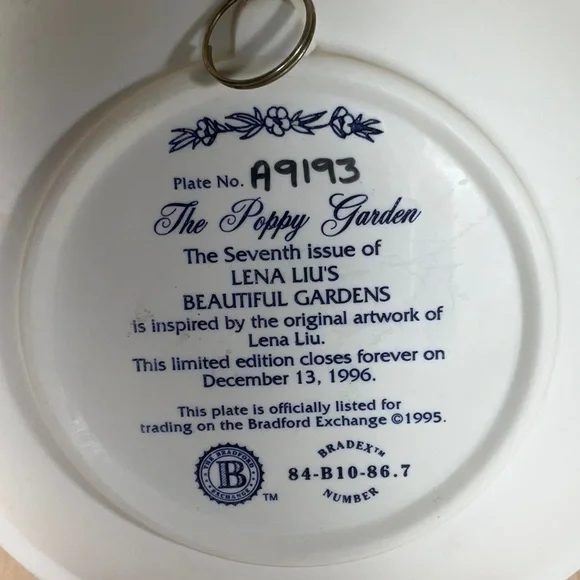 Plate No. A9193
The Poppy Garden
The Seventh issue of
LENA LIU'S
BEAUTIFUL GARDENS
is inspired by the original artwork of
Lena Liu.
This limited edition closes forever on
December 13, 1996.
This plate is officially listed for
trading on the Bradford Exchange ©1995.
THE BRADFORD
B
EXCHANGE
TM
BRADEX™
84-B10-86.7
NUMBER